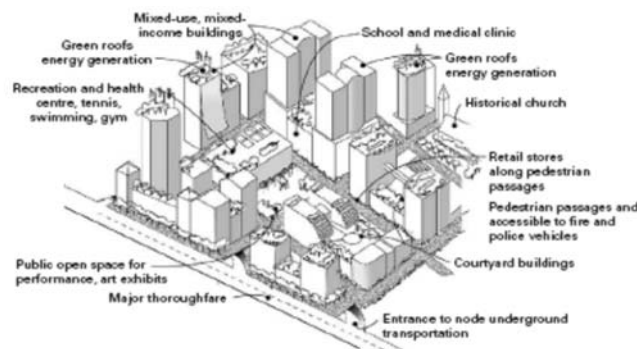 Mixed-use, mixed-
income buildings
School and medical clinic
Green roofs
energy generation
Green roofs
energy generation
Recreation and health
centre, tennis,
swimming, gym
Historical church
Retail stores
along pedestrian
passages
Pedestrian passages and
accessible to fire and
police vehicles
Public open space for
performance, art exhibits
Courtyard buildings
Major thoroughfare
Entrance to node underground
transportation